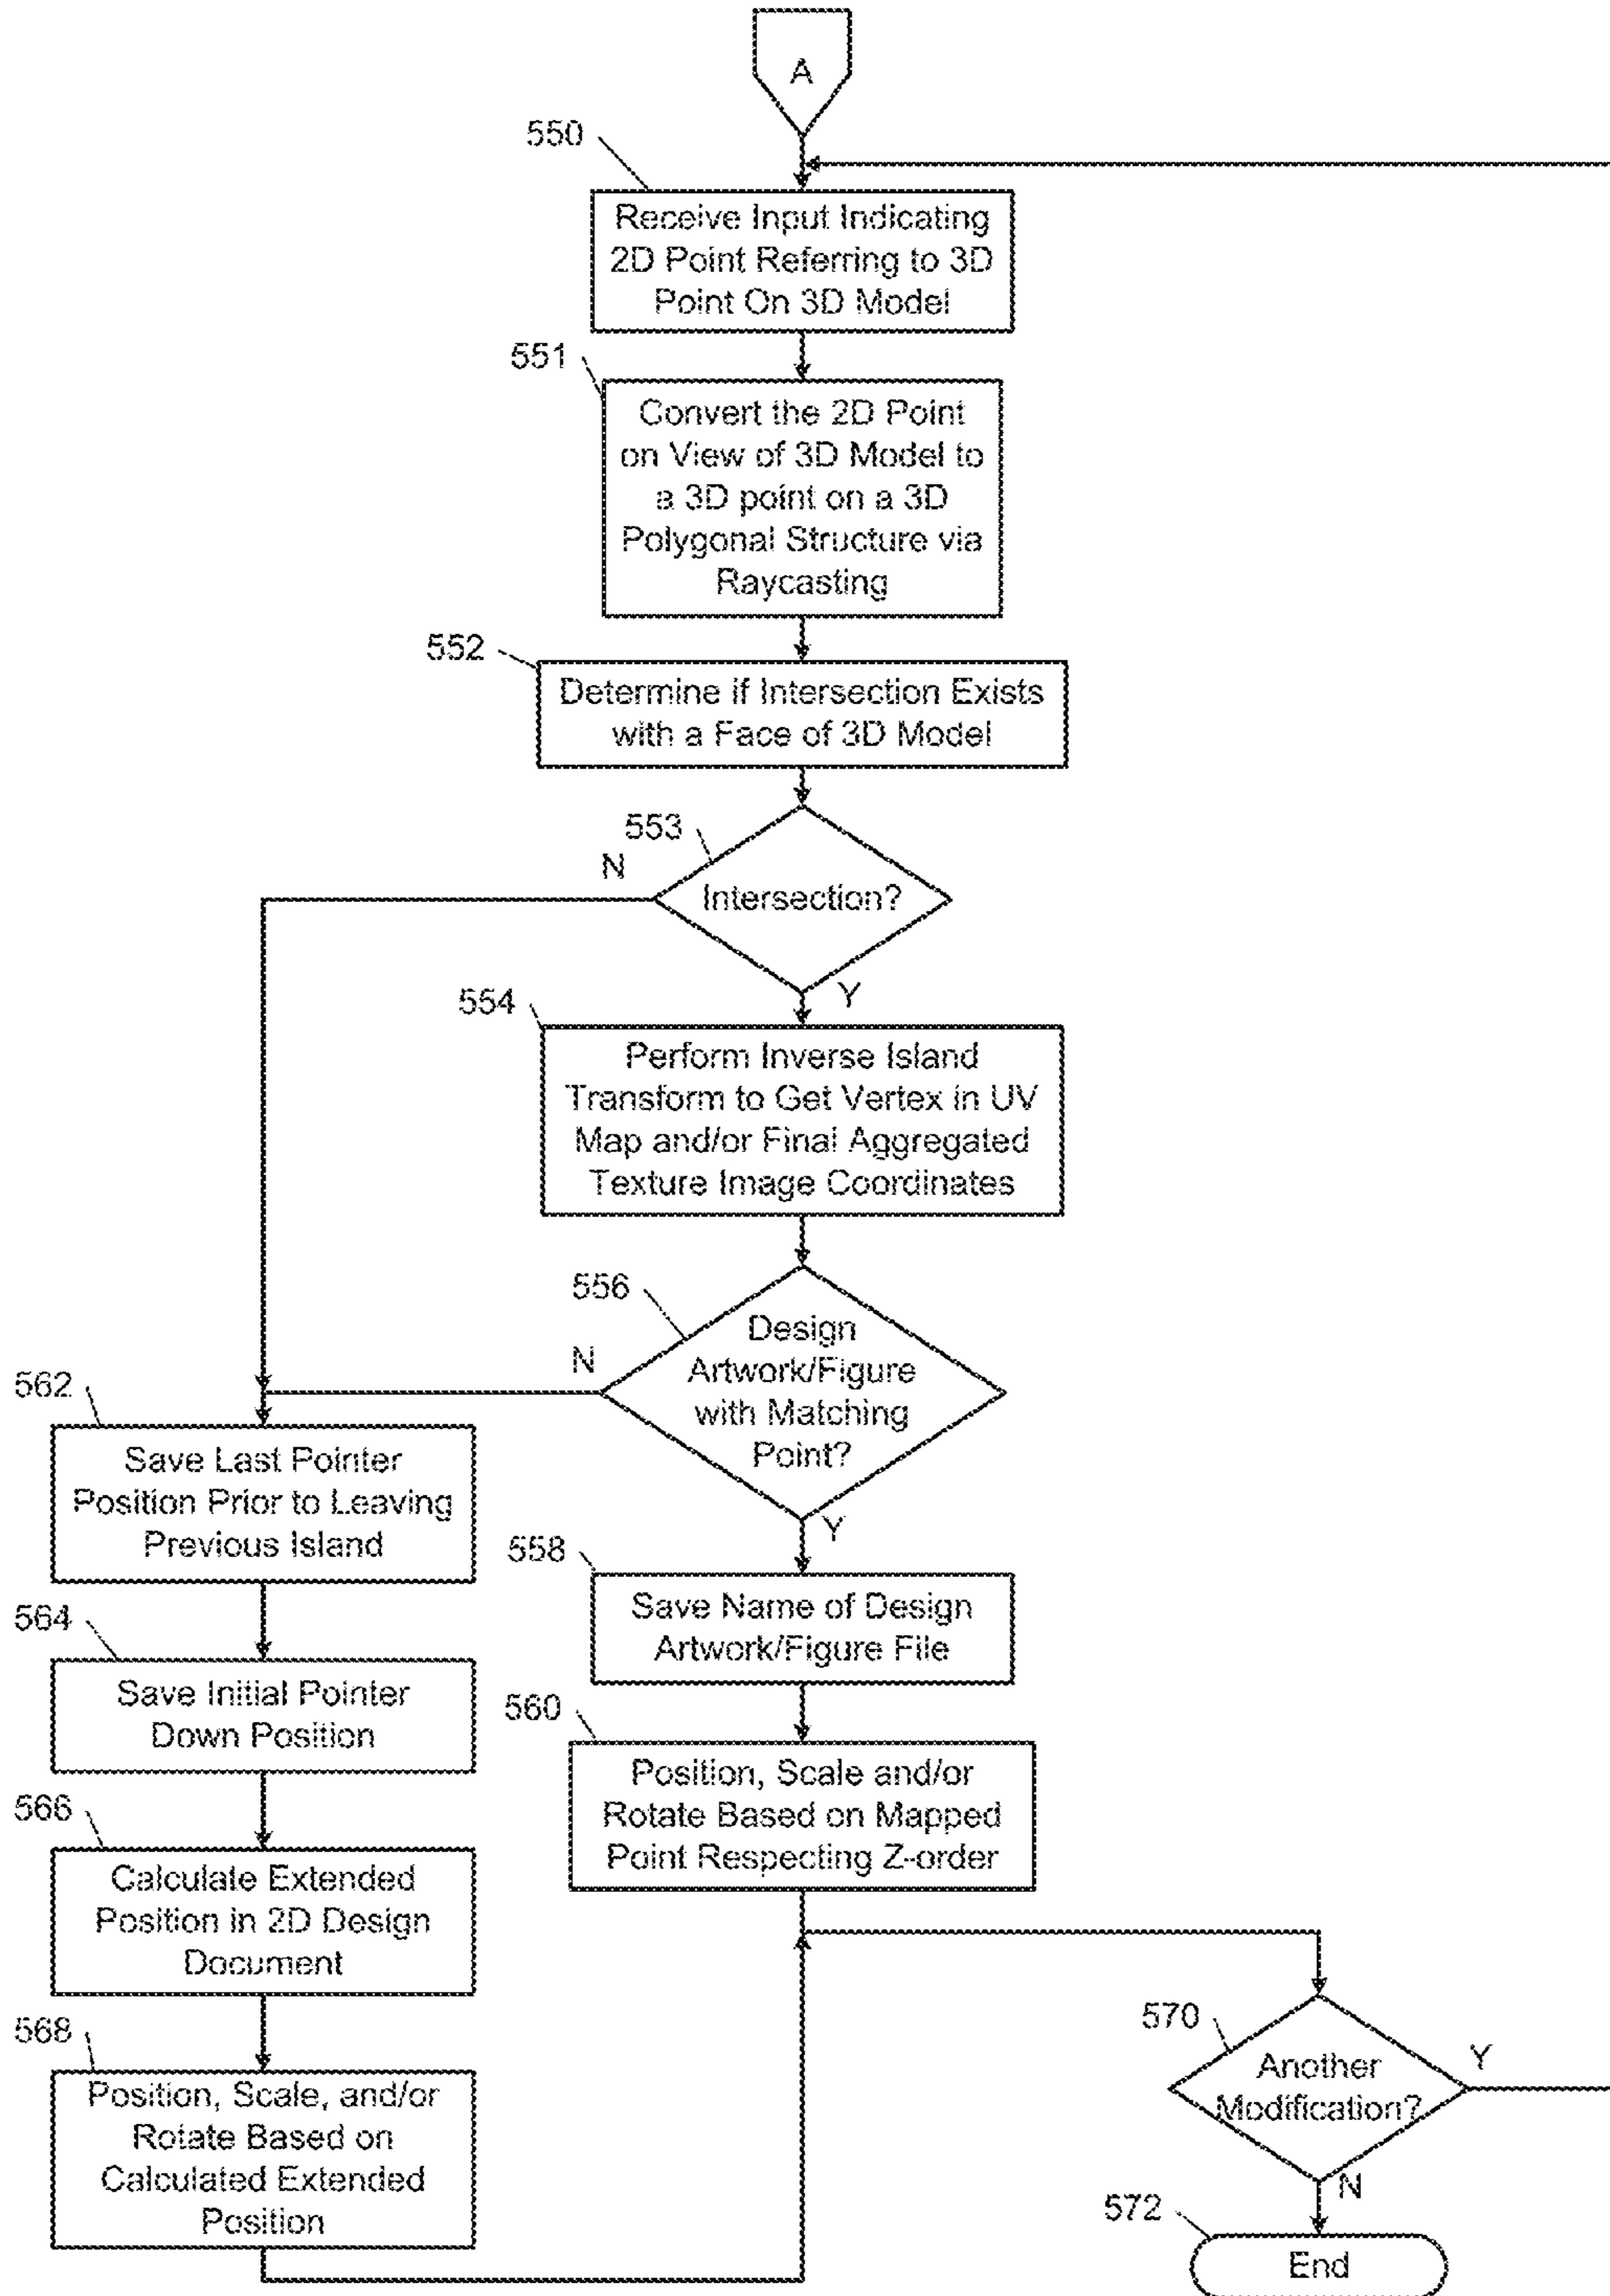 A
550
Receive Input Indicating
2D Point Referring to 3D
Point On 3D Model
551
Convert the 2D Point
on View of 3D Model to
a 3D point on a 3D
Polygonal Structure via
Raycasting
552
Determine if Intersection Exists
with a Face of 3D Model
553
N
Intersection?
Y
554
Perform Inverse Island
Transform to Get Vertex in UV
Map and/or Final Aggregated
Texture Image Coordinates
556
N
Design
Artwork/Figure
with Matching
Point?
Y
562
Save Last Pointer
Position Prior to Leaving
Previous Island
558
Save Name of Design
Artwork/Figure File
564
Save Initial Pointer
Down Position
560
Position, Scale and/or
Rotate Based on Mapped
Point Respecting Z-order
566
Calculate Extended
Position in 2D Design
Document
568
Position, Scale, and/or
Rotate Based on
Calculated Extended
Position
570
Another
Modification?
Y
N
572
End